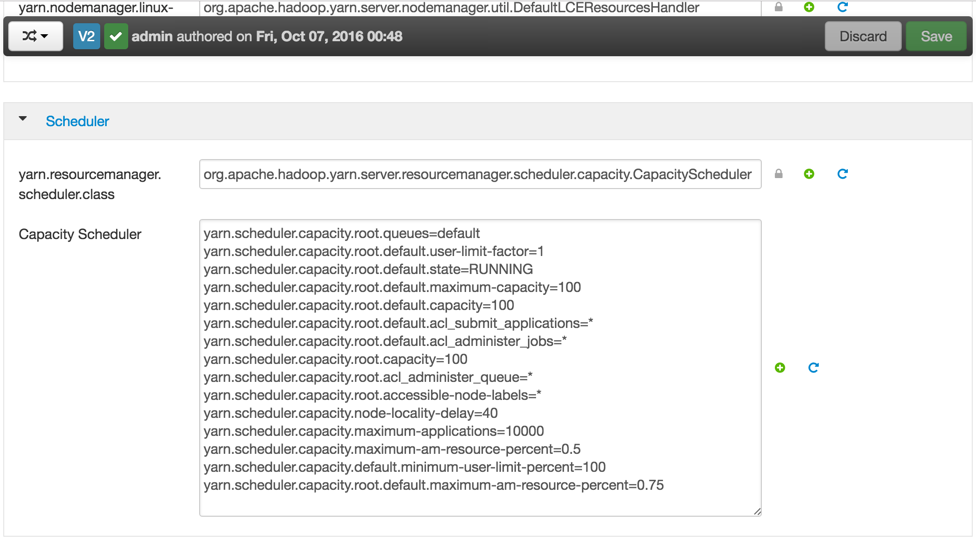 yarn.nodemanager.linux-
org.apache.hadoop.yarn.server.nodemanager.util.DefaultLCEResourcesHandler
V2 admin authored on Fri, Oct 07, 2016 00:48
Discard
Save
Scheduler
yarn.resourcemanager.
scheduler.class
org.apache.hadoop.yarn.server.resourcemanager.scheduler.capacity.CapacityScheduler
Capacity Scheduler
yarn.scheduler.capacity.root.queues=default
yarn.scheduler.capacity.root.default.user-limit-factor=1
yarn.scheduler.capacity.root.default.state=RUNNING
yarn.scheduler.capacity.root.default.maximum-capacity=100
yarn.scheduler.capacity.root.default.capacity=100
yarn.scheduler.capacity.root.default.acl_submit_applications=*
yarn.scheduler.capacity.root.default.acl_administer_jobs=*
yarn.scheduler.capacity.root.capacity=100
yarn.scheduler.capacity.root.acl_administer_queue=*
yarn.scheduler.capacity.root.accessible-node-labels=*
yarn.scheduler.capacity.node-locality-delay=40
yarn.scheduler.capacity.maximum-applications=10000
yarn.scheduler.capacity.maximum-am-resource-percent=0.5
yarn.scheduler.capacity.default.minimum-user-limit-percent=100
yarn.scheduler.capacity.root.default.maximum-am-resource-percent=0.75